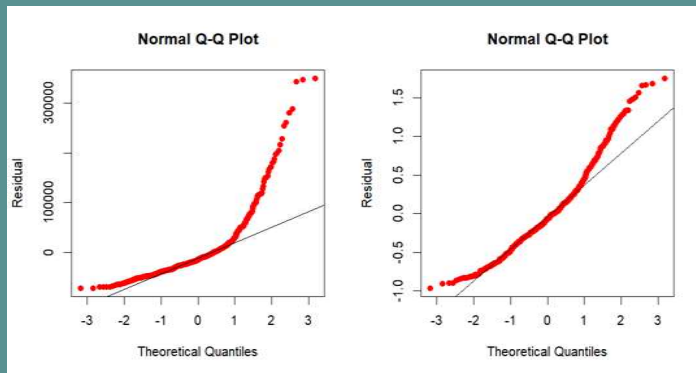 Normal Q-Q Plot
Residual
300000
100000
0
-3 -2 -1 0 1 2 3
Theoretical Quantiles
Normal Q-Q Plot
Residual
1.5
1.0
0.5
0.0
-0.5
-1.0
-3 -2 -1 0 1 2 3
Theoretical Quantiles